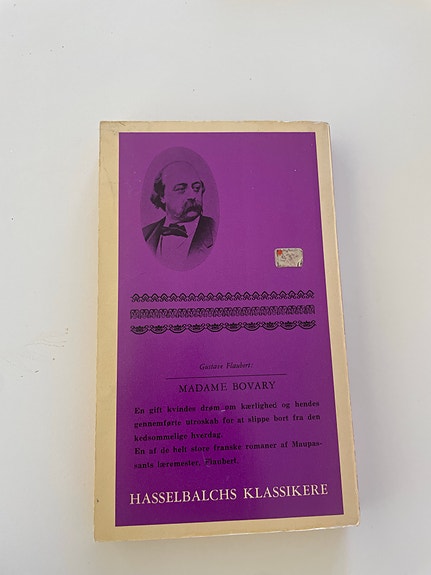 Gustave Flaubert:
MADAME BOVARY
En gift kvindes drøm om kærlighed og hendes
gennemførte utroskab for at slippe bort fra den
kedsommelige hverdag.
En af de helt store franske romaner af Maupas-
sants læremester, Flaubert.
HASSELBALCHS KLASSIKERE